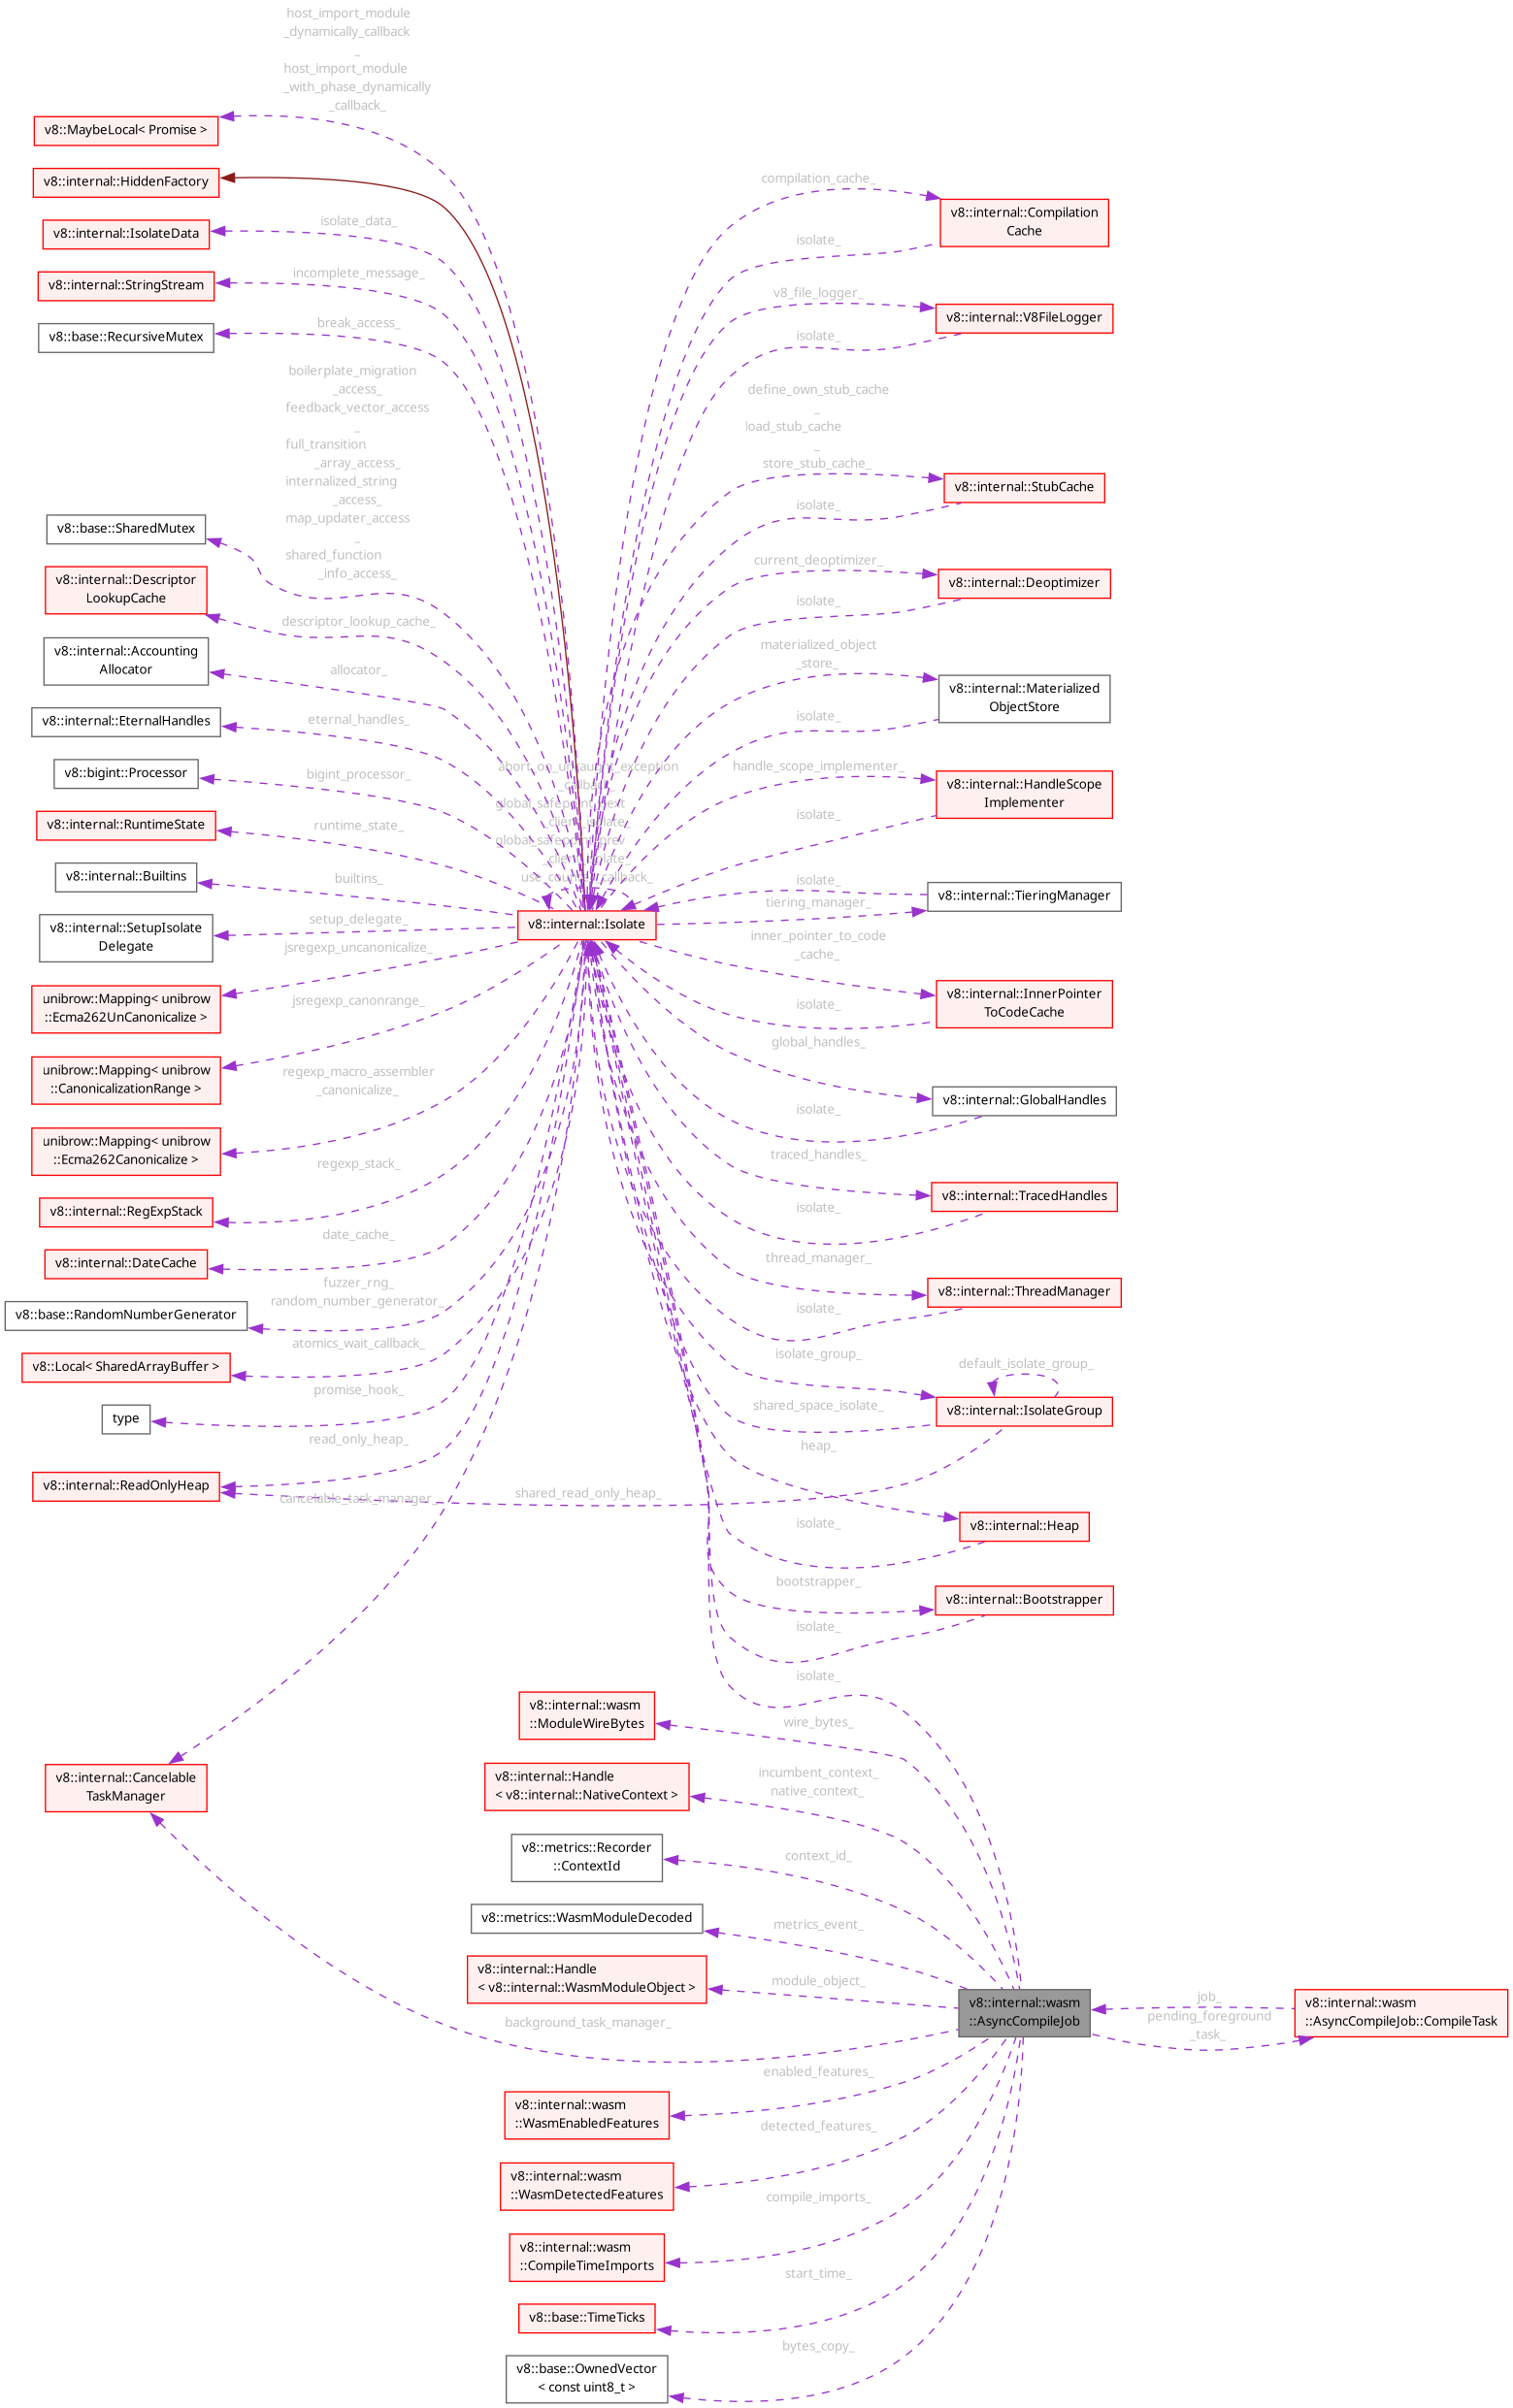 host_import_module
_dynamically_callback
_
host_import_module
_with_phase_dynamically
_callback_
v8::MaybeLocal< Promise >
v8::internal::HiddenFactory
isolate_data_
v8::internal::IsolateData
incomplete_message_
v8::internal::StringStream
break_access_
v8::base::RecursiveMutex
boilerplate_migration
_access_
feedback_vector_access
_
full_transition
_array_access_
internalized_string
_access_
map_updater_access
_
shared_function
_info_access_
v8::base::SharedMutex
v8::internal::Descriptor
LookupCache
descriptor_lookup_cache_
v8::internal::Accounting
Allocator
allocator_
v8::internal::EternalHandles
eternal_handles_
v8::bigint::Processor
bigint_processor_
v8::internal::RuntimeState
runtime_state_
v8::internal::Builtins
builtins_
v8::internal::SetupIsolate
Delegate
setup_delegate_
jsregexp_uncanonicalize_
unibrow::Mapping< unibrow
::Ecma262UnCanonicalize >
jsregexp_canonrange_
unibrow::Mapping< unibrow
::CanonicalizationRange >
regexp_macro_assembler
_canonicalize_
unibrow::Mapping< unibrow
::Ecma262Canonicalize >
regexp_stack_
v8::internal::RegExpStack
date_cache_
v8::internal::DateCache
fuzzer_rng_
random_number_generator_
v8::base::RandomNumberGenerator
atomics_wait_callback_
v8::Local< SharedArrayBuffer >
promise_hook_
type
read_only_heap_
v8::internal::ReadOnlyHeap
cancelable_task_manager_
shared_read_only_heap_
v8::internal::Cancelable
TaskManager
abort_on_uncaught_exception
_callback_
global_safepoint_next
_client_isolate_
global_safepoint_prev
_client_isolate_
use_counter_callback_
v8::internal::Isolate
compilation_cache_
v8::internal::Compilation
Cache
isolate_
v8_file_logger_
v8::internal::V8FileLogger
isolate_
define_own_stub_cache
_
load_stub_cache
_
store_stub_cache_
v8::internal::StubCache
isolate_
current_deoptimizer_
v8::internal::Deoptimizer
isolate_
materialized_object
_store_
v8::internal::Materialized
ObjectStore
isolate_
handle_scope_implementer_
v8::internal::HandleScope
Implementer
isolate_
isolate_
v8::internal::TieringManager
tiering_manager_
inner_pointer_to_code
_cache_
v8::internal::InnerPointer
ToCodeCache
isolate_
global_handles_
v8::internal::GlobalHandles
isolate_
traced_handles_
v8::internal::TracedHandles
isolate_
thread_manager_
v8::internal::ThreadManager
isolate_
isolate_group_
default_isolate_group_
v8::internal::IsolateGroup
shared_space_isolate_
heap_
v8::internal::Heap
isolate_
bootstrapper_
v8::internal::Bootstrapper
isolate_
isolate_
v8::internal::wasm
::ModuleWireBytes
wire_bytes_
v8::internal::Handle
< v8::internal::NativeContext >
incumbent_context_
native_context_
v8::metrics::Recorder
::ContextId
context_id_
v8::metrics::WasmModuleDecoded
metrics_event_
v8::internal::Handle
< v8::internal::WasmModuleObject >
module_object_
background_task_manager_
v8::internal::wasm
::AsyncCompileJob
job_
pending_foreground
_task_
v8::internal::wasm
::AsyncCompileJob::CompileTask
enabled_features_
v8::internal::wasm
::WasmEnabledFeatures
detected_features_
v8::internal::wasm
::WasmDetectedFeatures
compile_imports_
v8::internal::wasm
::CompileTimeImports
start_time_
v8::base::TimeTicks
bytes_copy_
v8::base::OwnedVector
< const uint8_t >